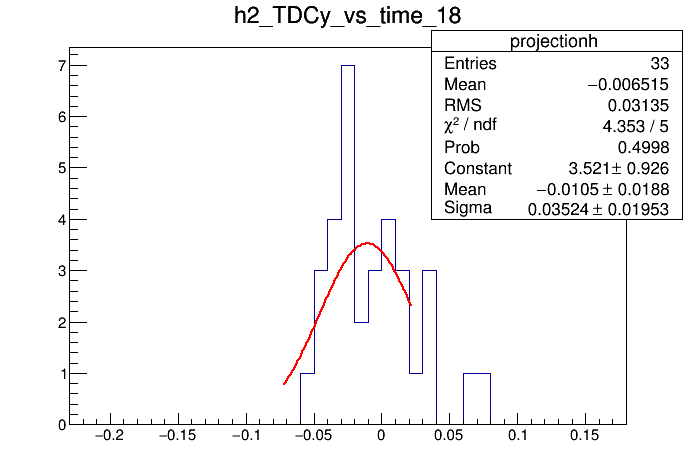 h2_TDCy_vs_time_18
projectionh
Entries 33
Mean −0.006515
RMS 0.03135
χ² / ndf 4.353 / 5
Prob 0.4998
Constant 3.521± 0.926
Mean −0.0105 ± 0.0188
Sigma 0.03524 ± 0.01953
7
6
5
4
3
2
1
0
−0.2 −0.15 −0.1 −0.05 0 0.05 0.1 0.15